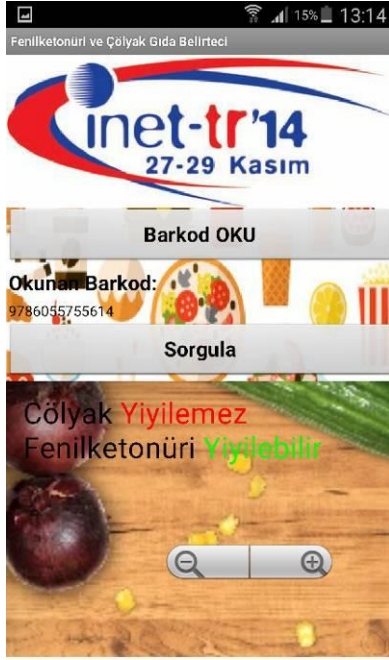 15% 13:14
Fenilketonüri ve Çölyak Gıda Belirteci
inet-tr'14
27-29 Kasım
Barkod OKU
Okunan Barkod:
9786055755614
Sorgula
Cölyak Yiyilemez
Fenilketonüri Yiyilebilir